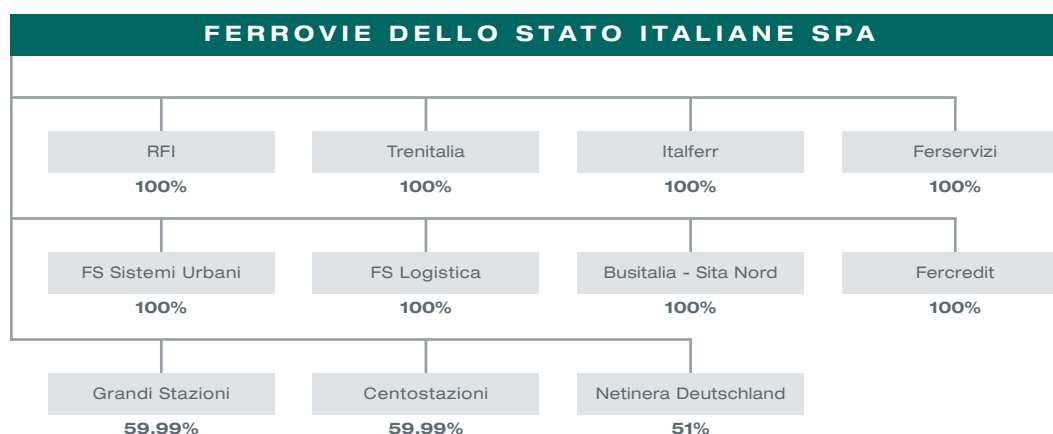 FERROVIE DELLO STATO ITALIANE SPA
RFI Trenitalia Italferr Ferservizi
100% 100% 100% 100%
FS Sistemi Urbani FS Logistica Busitalia - Sita Nord Fercredit
100% 100% 100% 100%
Grandi Stazioni Centostazioni Netinera Deutschland
59.99% 59.99% 51%